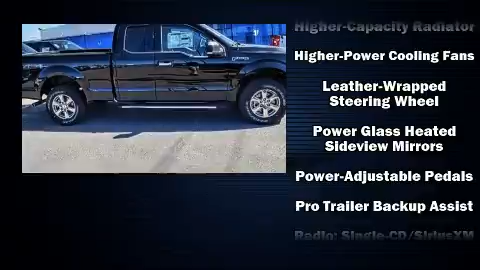 Higher-Capacity Radiator
Higher-Power Cooling Fans
Leather-Wrapped
Steering Wheel
Power Glass Heated
Sideview Mirrors
Power-Adjustable Pedals
Pro Trailer Backup Assist
Radio: Single-CD/SiriusXM